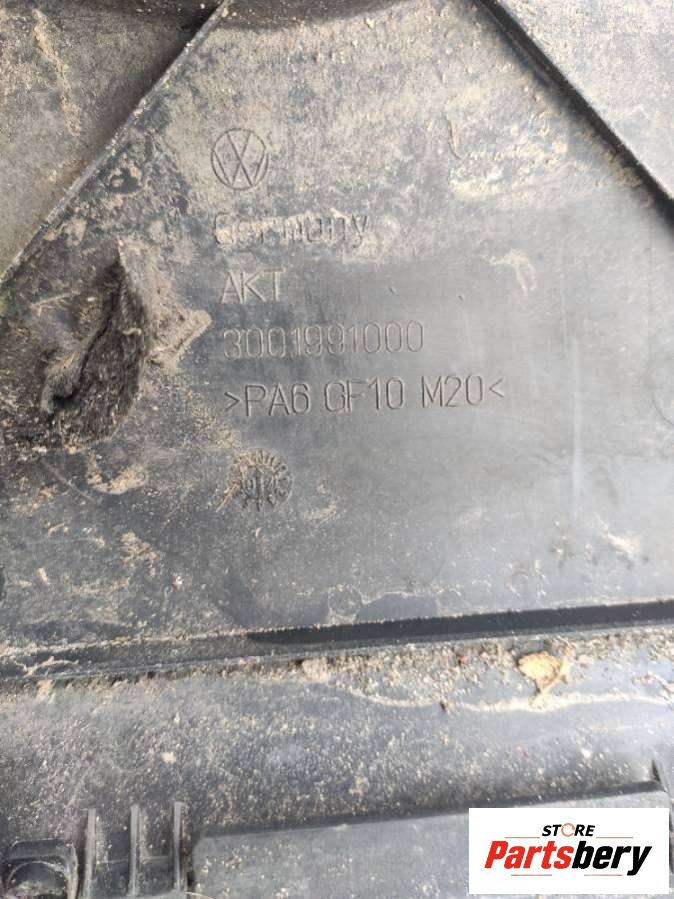 Germany
AKT
3001991000
>PA6 GF10 M20<
STORE
Partsbery